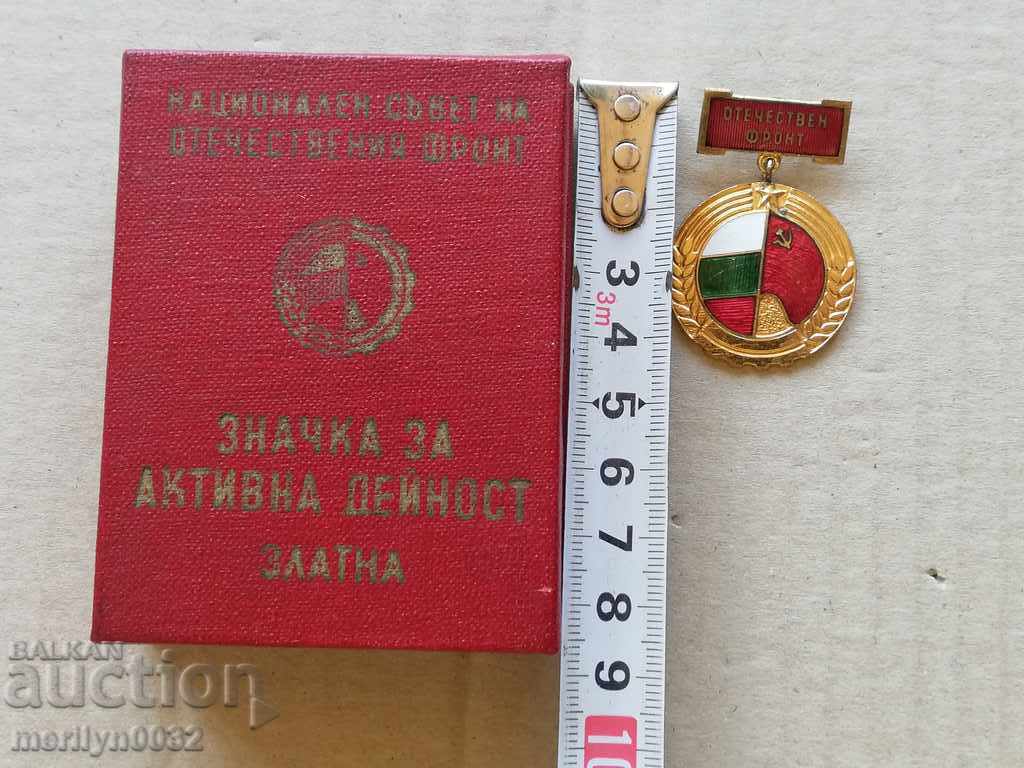 НАЦИОНАЛЕН СЪВЕТ НА
ОТЕЧЕСТВЕНИЯ ФРОНТ
ЗНАЧКА ЗА
АКТИВНА ДЕЙНОСТ
ЗЛАТНА
3
3m
4
5
6
7
8
9
10
ОТЕЧЕСТВЕН
ФРОНТ
BALKAN
auction
merilyn0032